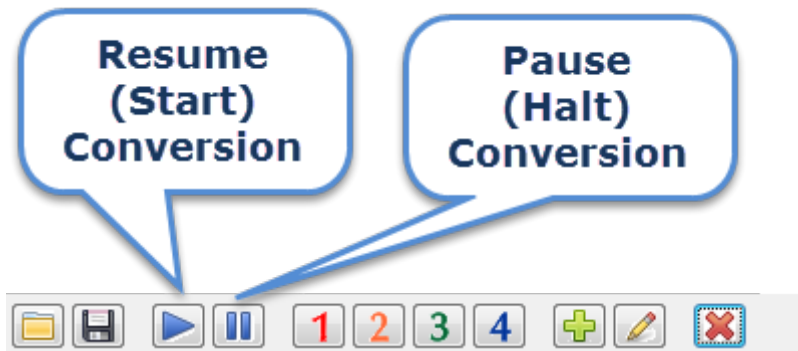 Resume
(Start)
Conversion
Pause
(Halt)
Conversion
1 2 3 4